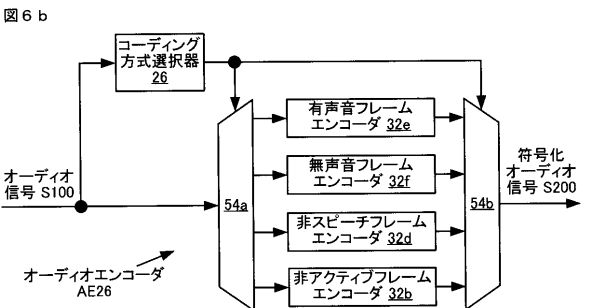 図６ｂ
コーディング
方式選択器
26
有声音フレーム
エンコーダ 32e
無声音フレーム
エンコーダ 32f
非スピーチフレーム
エンコーダ 32d
非アクティブフレーム
エンコーダ 32b
オーディオ
信号 S100
54a
54b
符号化
オーディオ
信号 S200
オーディオエンコーダ
AE26